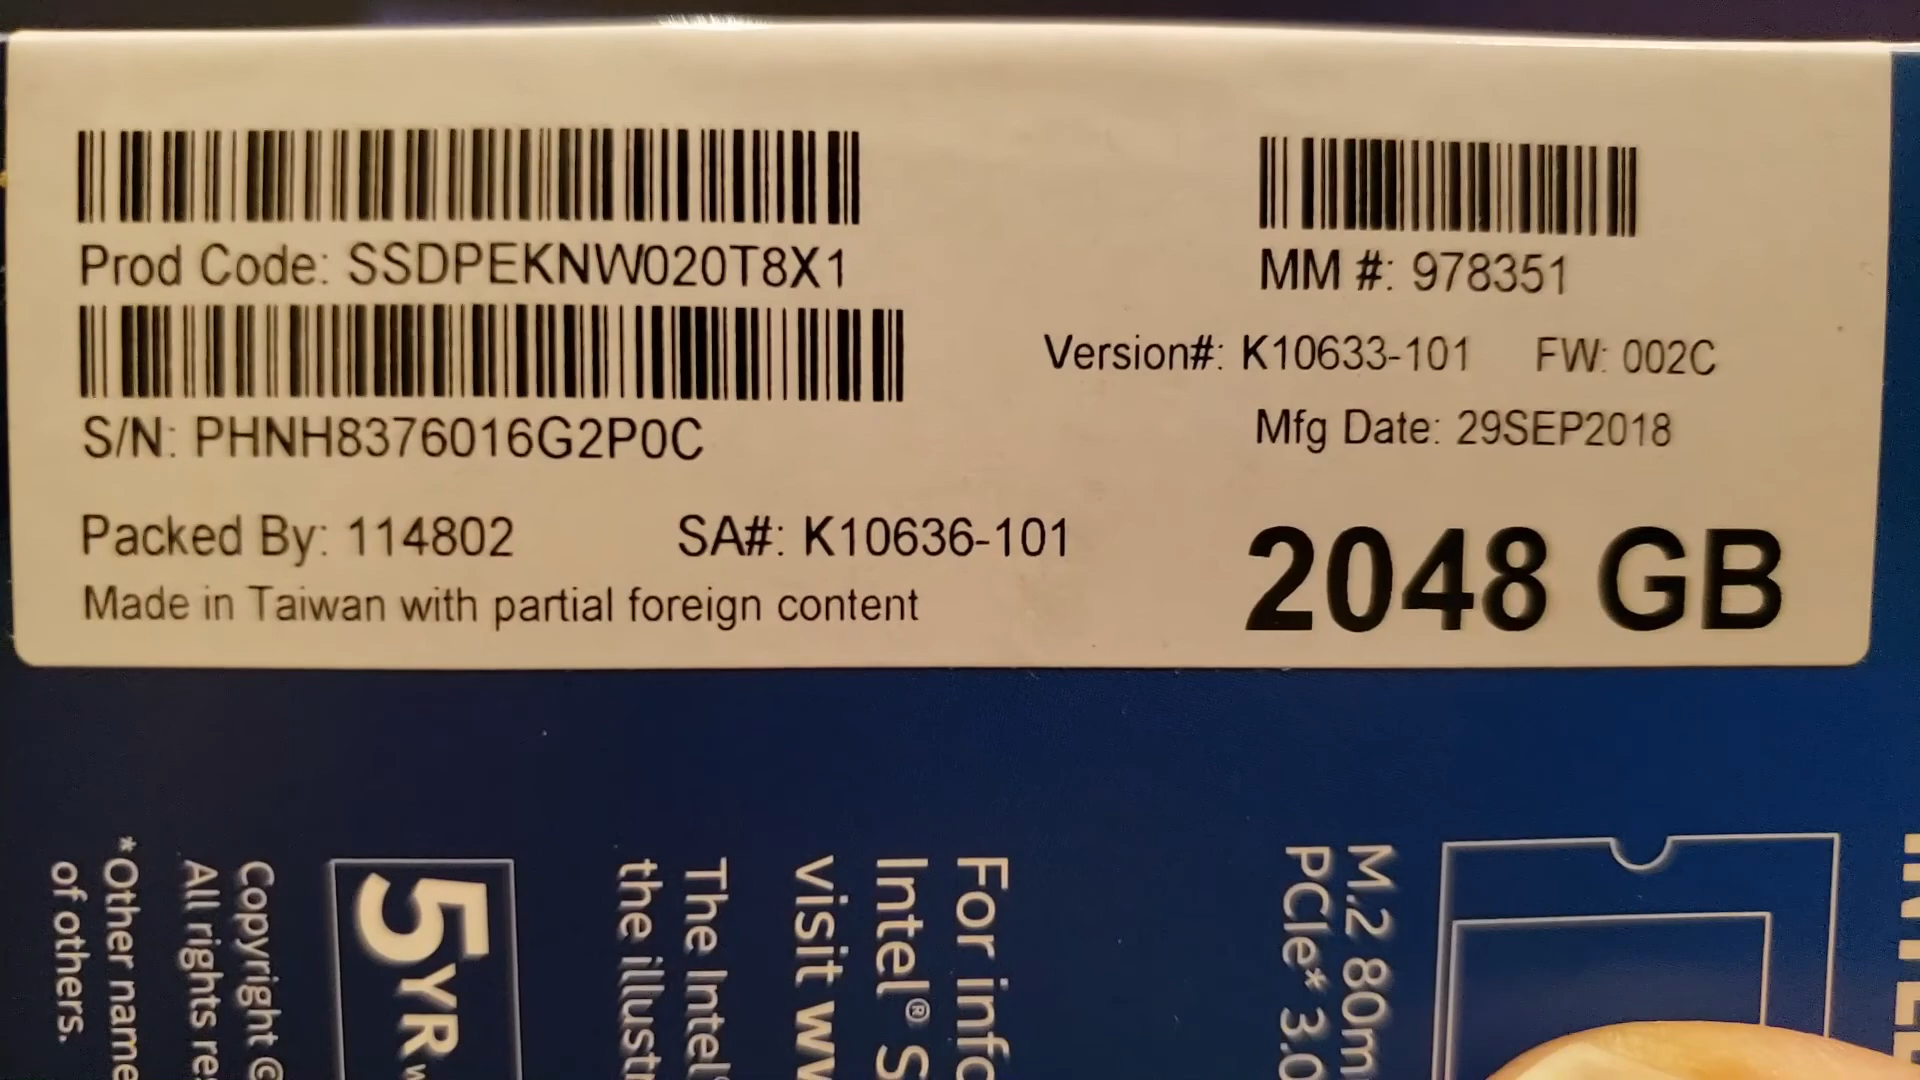 Prod Code: SSDPEKNW020T8X1
MM #: 978351
Version#: K10633-101 FW: 002C
S/N: PHNH8376016G2P0C
Mfg Date: 29SEP2018
Packed By: 114802 SA#: K10636-101
2048 GB
Made in Taiwan with partial foreign content
M.2 80m
PCIe* 3.0
For info
Intel® S
visit ww
The Intel
the illust
5YR
Copyright ©
All rights re
*Other name
of others.